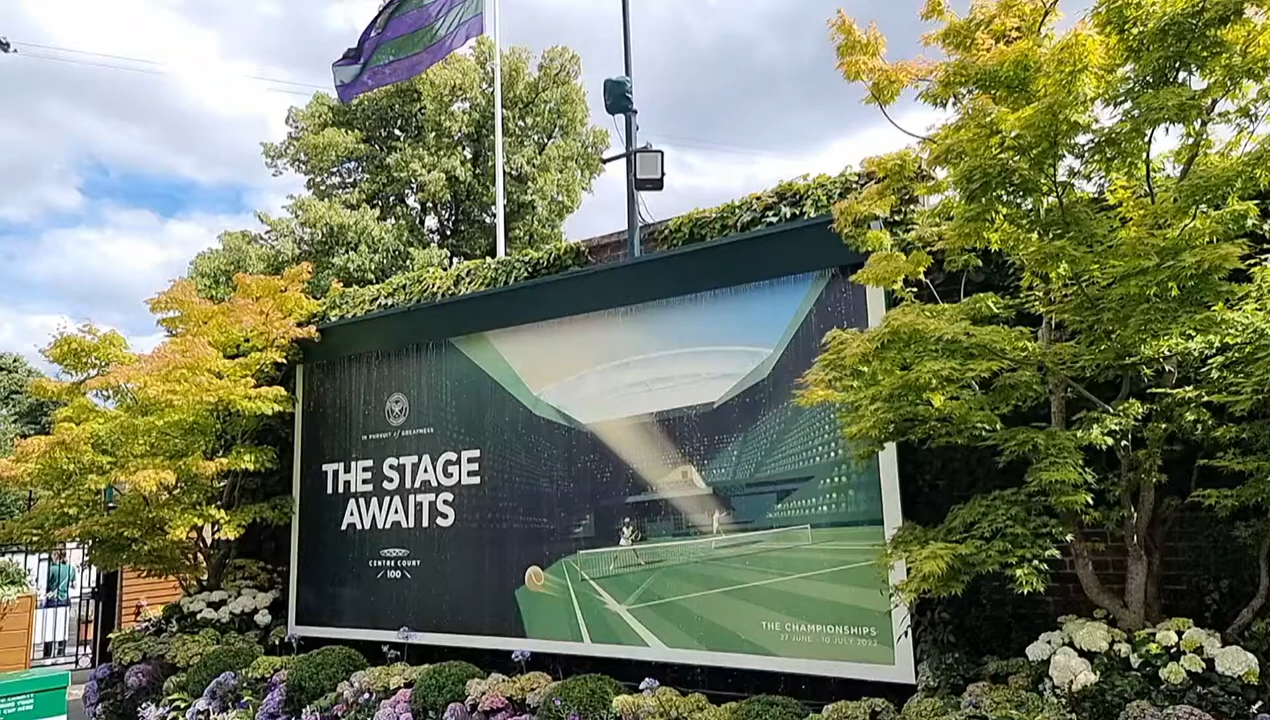 IN PURSUIT of GREATNESS
THE STAGE
AWAITS
CENTRE COURT
100
THE CHAMPIONSHIPS
27 JUNE - 10 JULY 2022